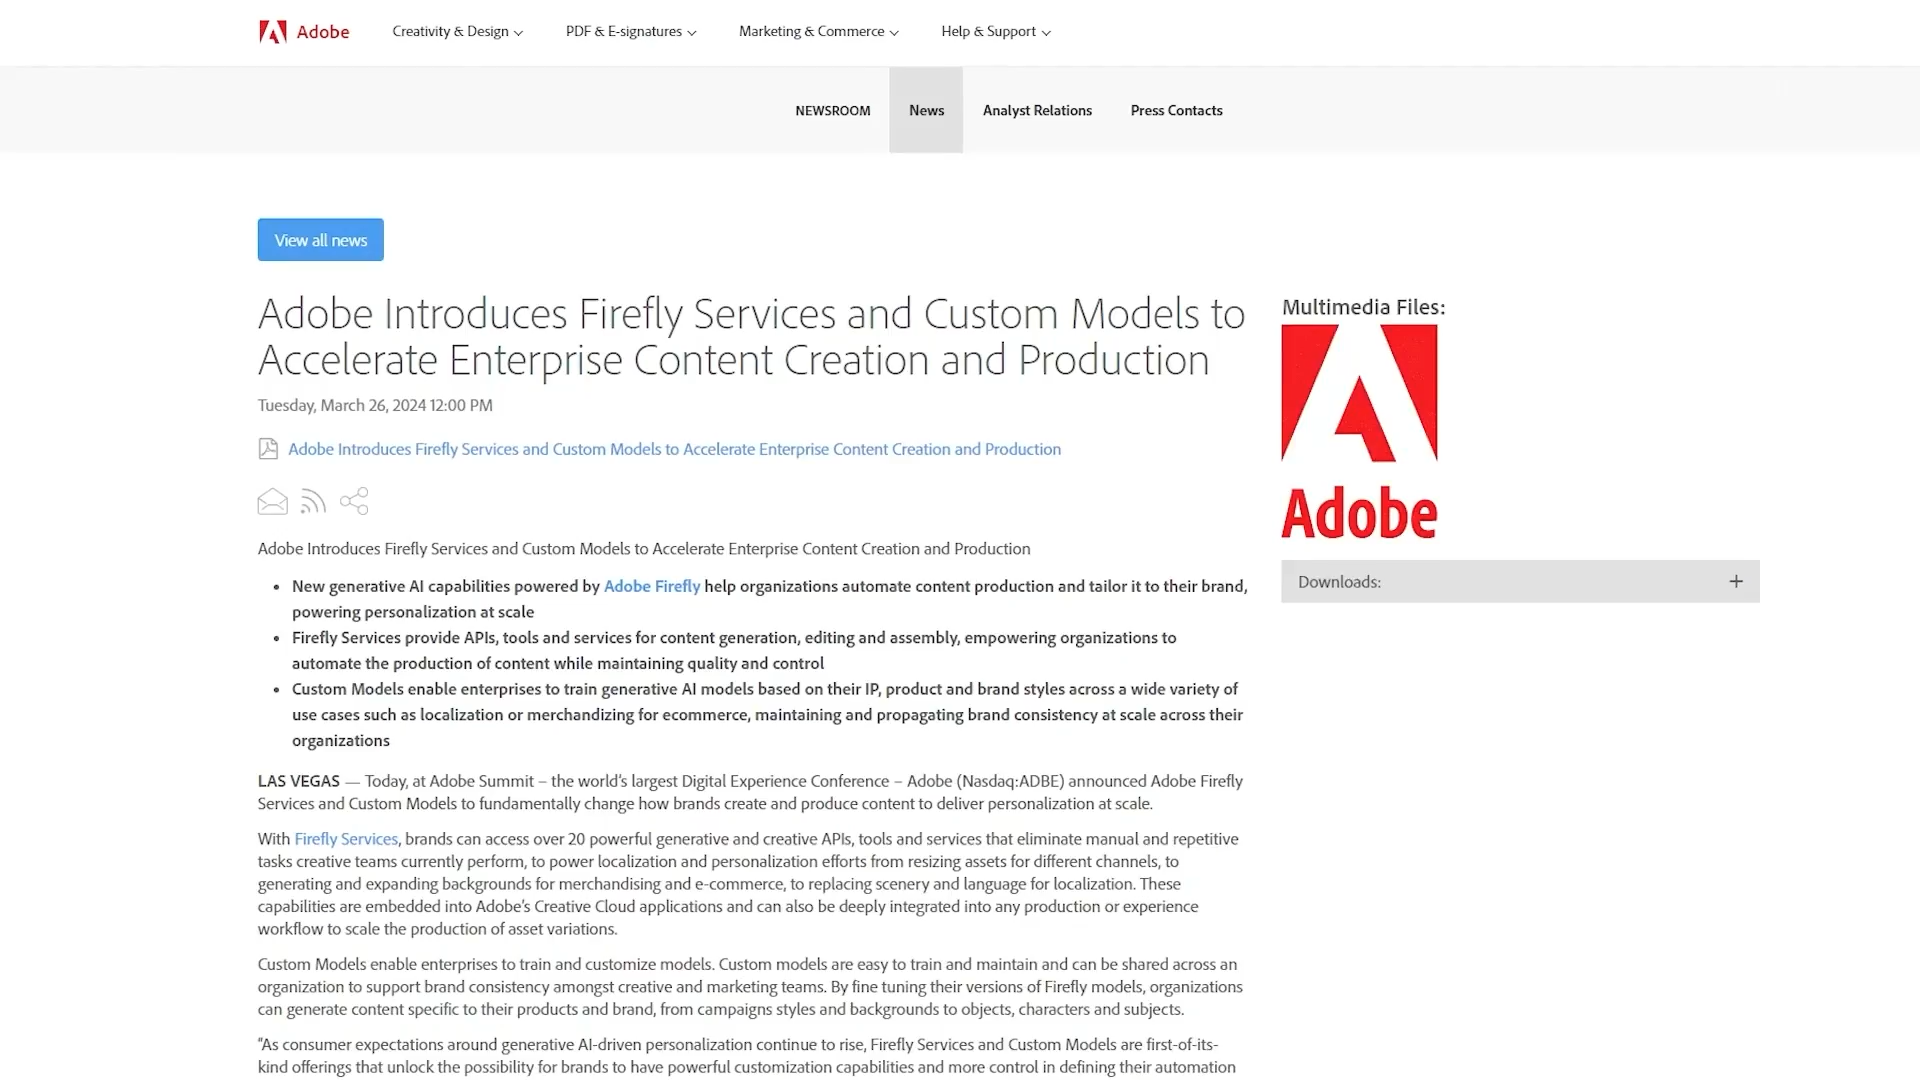 Adobe
Creativity & Design
PDF & E-signatures
Marketing & Commerce
Help & Support
NEWSROOM
News
Analyst Relations
Press Contacts
View all news
Adobe Introduces Firefly Services and Custom Models to
Accelerate Enterprise Content Creation and Production
Tuesday, March 26, 2024 12:00 PM
Adobe Introduces Firefly Services and Custom Models to Accelerate Enterprise Content Creation and Production
Adobe Introduces Firefly Services and Custom Models to Accelerate Enterprise Content Creation and Production
• New generative AI capabilities powered by Adobe Firefly help organizations automate content production and tailor it to their brand,
powering personalization at scale
• Firefly Services provide APIs, tools and services for content generation, editing and assembly, empowering organizations to
automate the production of content while maintaining quality and control
• Custom Models enable enterprises to train generative AI models based on their IP, product and brand styles across a wide variety of
use cases such as localization or merchandizing for ecommerce, maintaining and propagating brand consistency at scale across their
organizations
LAS VEGAS — Today, at Adobe Summit – the world's largest Digital Experience Conference – Adobe (Nasdaq:ADBE) announced Adobe Firefly
Services and Custom Models to fundamentally change how brands create and produce content to deliver personalization at scale.
With Firefly Services, brands can access over 20 powerful generative and creative APIs, tools and services that eliminate manual and repetitive
tasks creative teams currently perform, to power localization and personalization efforts from resizing assets for different channels, to
generating and expanding backgrounds for merchandising and e-commerce, to replacing scenery and language for localization. These
capabilities are embedded into Adobe's Creative Cloud applications and can also be deeply integrated into any production or experience
workflow to scale the production of asset variations.
Custom Models enable enterprises to train and customize models. Custom models are easy to train and maintain and can be shared across an
organization to support brand consistency amongst creative and marketing teams. By fine tuning their versions of Firefly models, organizations
can generate content specific to their products and brand, from campaigns styles and backgrounds to objects, characters and subjects.
"As consumer expectations around generative AI-driven personalization continue to rise, Firefly Services and Custom Models are first-of-its-
kind offerings that unlock the possibility for brands to have powerful customization capabilities and more control in defining their automation
Multimedia Files:
Adobe
Downloads: +